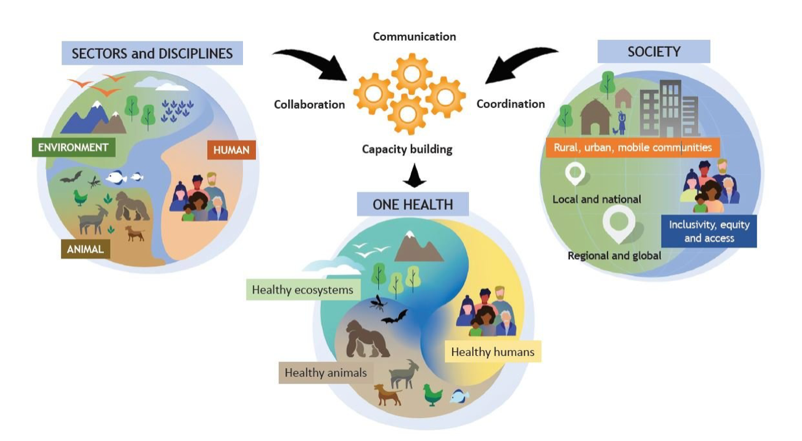 Communication
SECTORS and DISCIPLINES
SOCIETY
Collaboration
Coordination
ENVIRONMENT
HUMAN
Capacity building
Rural, urban, mobile communities
Local and national
ONE HEALTH
Inclusivity, equity
and access
ANIMAL
Regional and global
Healthy ecosystems
Healthy humans
Healthy animals